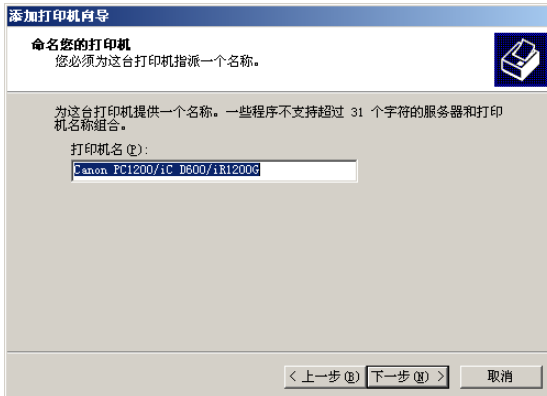 添加打印机向导
命名您的打印机
您必须为这台打印机指派一个名称。
为这台打印机提供一个名称。一些程序不支持超过 31 个字符的服务器和打印
机名称组合。
打印机名(P):
Canon PC1200/iC D600/iR1200G
< 上一步(B) 下一步(N) > 取消